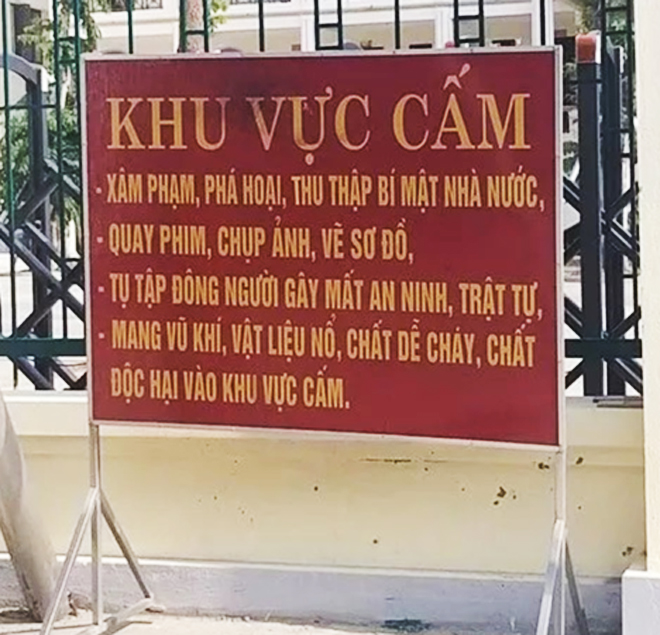 KHU VỰC CẤM
- XÂM PHẠM, PHÁ HOẠI, THU THẬP BÍ MẬT NHÀ NƯỚC,
- QUAY PHIM, CHỤP ẢNH, VẼ SƠ ĐỒ,
- TỤ TẬP ĐÔNG NGƯỜI GÂY MẤT AN NINH, TRẬT TỰ,
- MANG VŨ KHÍ, VẬT LIỆU NỔ, CHẤT DỄ CHÁY, CHẤT
ĐỘC HẠI VÀO KHU VỰC CẤM.